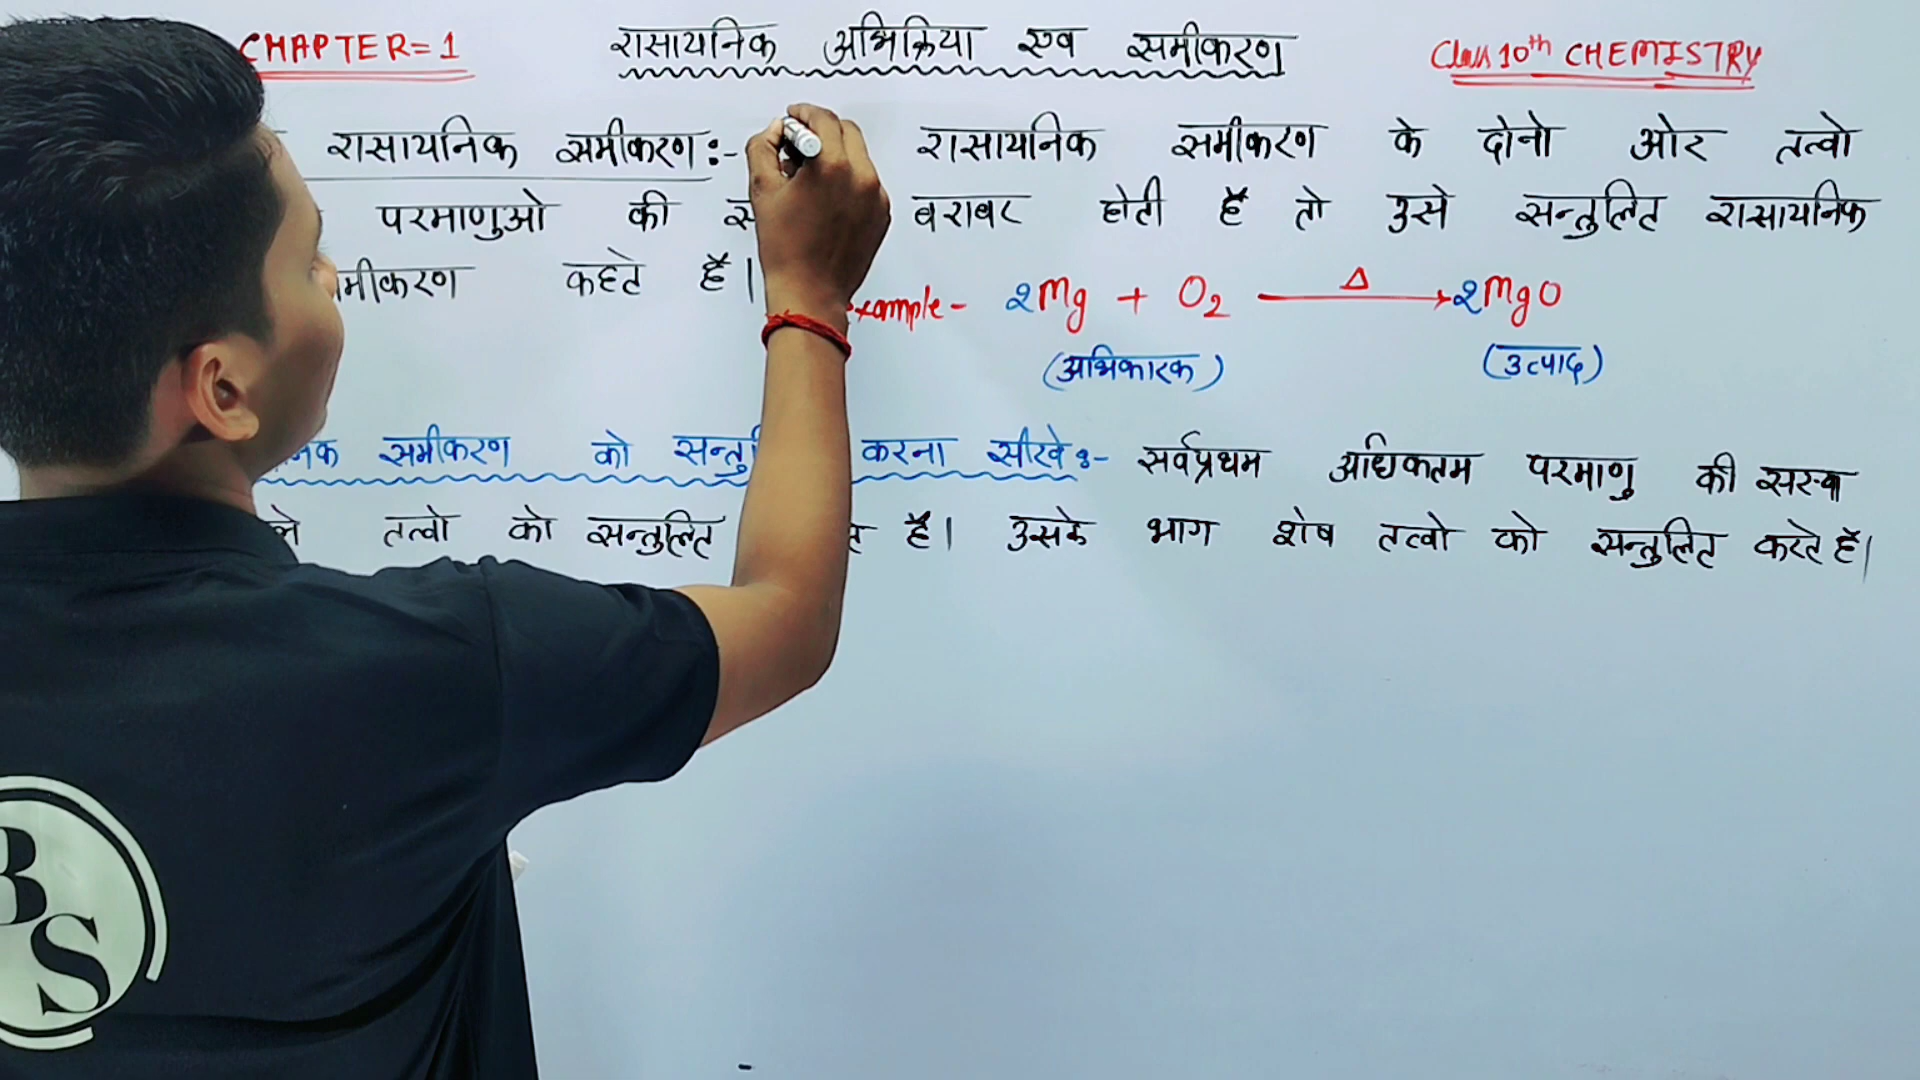 CHAPTER=1 रासायनिक अभिक्रिया एवं समीकरण Class 10th CHEMISTRY
रासायनिक समीकरण:- रासायनिक समीकरण के दोनो ओर तत्वो
परमाणुओ की बराबर होती है तो उसे सन्तुलित रासायनिक
कहते है।
Example- 2Mg + O2 Δ → 2MgO
(अभिकारक) (उत्पाद)
समीकरण को करना सीखे:- सर्वप्रथम अधिकतम परमाणु की
तत्वो को सन्तुलित है। उसके भाग शेष तत्वो को सन्तुलित करते है।
BS